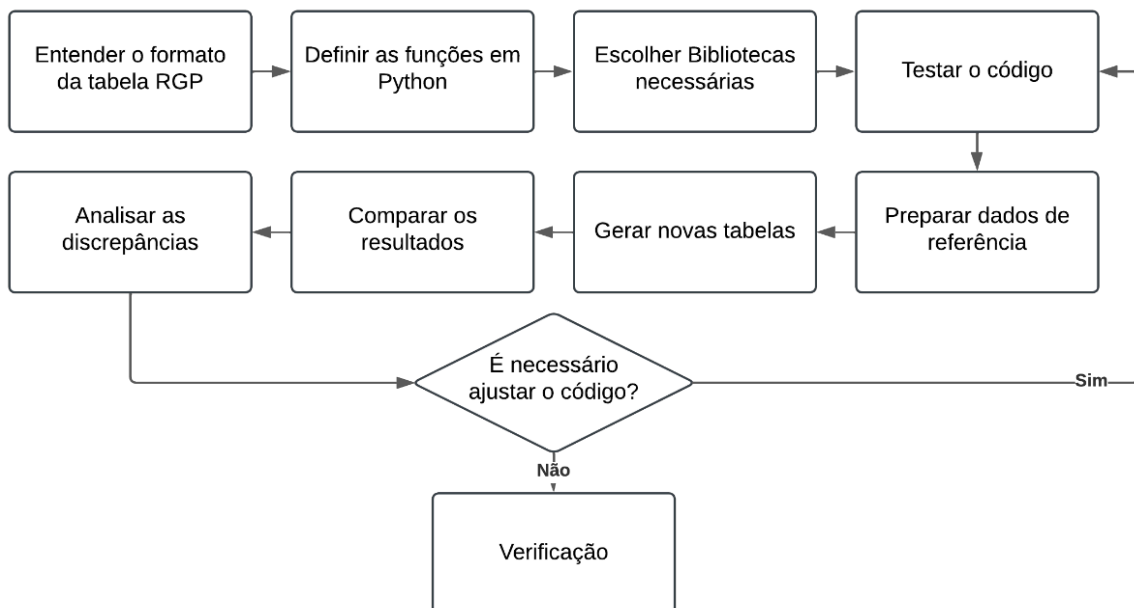 Entender o formato
da tabela RGP
Definir as funções em
Python
Escolher Bibliotecas
necessárias
Testar o código
Preparar dados de
referência
Gerar novas tabelas
Comparar os
resultados
Analisar as
discrepâncias
É necessário
ajustar o código?
Sim
Não
Verificação